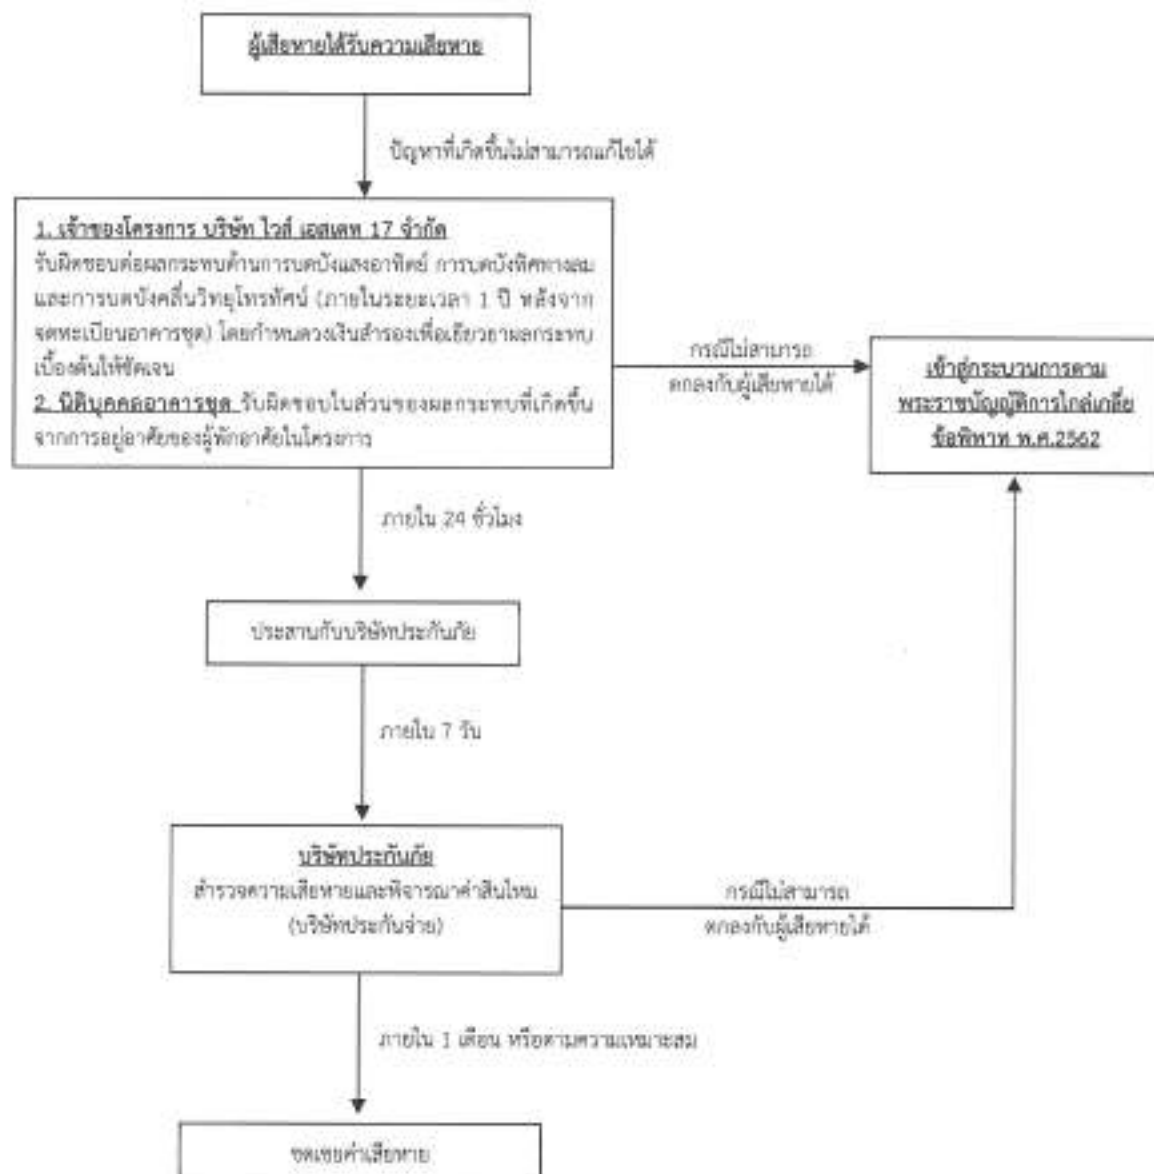 ผู้เสียหายได้รับความเสียหาย
ปัญหาที่เกิดขึ้นไม่สามารถแก้ไขได้
1. เจ้าของโครงการ บริษัท ไวส์ เอสเตท 17 จำกัด
รับผิดชอบต่อผลกระทบด้านการบดบังแสงอาทิตย์ การบดบังทิศทางลม
และการบดบังคลื่นวิทยุโทรทัศน์ (ภายในระยะเวลา 1 ปี หลังจาก
จดทะเบียนอาคารชุด) โดยกำหนดวงเงินสำรองเพื่อเยียวยาผลกระทบ
เบื้องต้นให้ชัดเจน
2. นิติบุคคลอาคารชุด รับผิดชอบในส่วนของผลกระทบที่เกิดขึ้น
จากการอยู่อาศัยของผู้พักอาศัยในโครงการ
กรณีไม่สามารถ
ตกลงกับผู้เสียหายได้
เข้าสู่กระบวนการตาม
พระราชบัญญัติการไกล่เกลี่ย
ข้อพิพาท พ.ศ.2562
ภายใน 24 ชั่วโมง
ประสานกับบริษัทประกันภัย
ภายใน 7 วัน
บริษัทประกันภัย
สำรวจความเสียหายและพิจารณาค่าสินไหม
(บริษัทประกันจ่าย)
กรณีไม่สามารถ
ตกลงกับผู้เสียหายได้
ภายใน 1 เดือน หรือตามความเหมาะสม
ชดเชยค่าเสียหาย